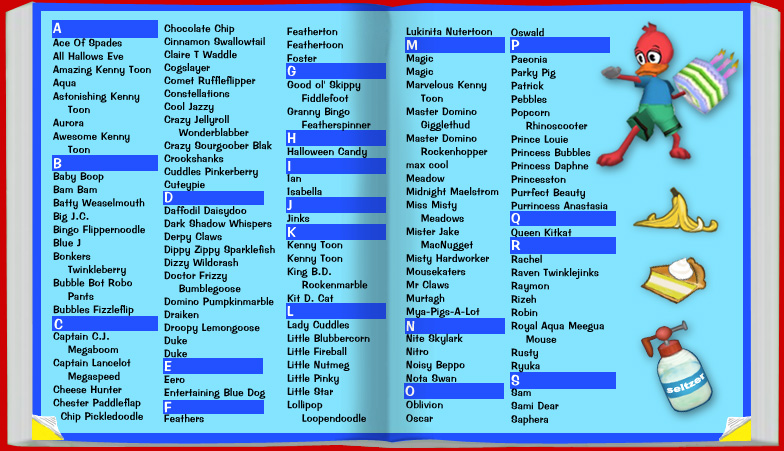 A
Ace Of Spades
All Hallows Eve
Amazing Kenny Toon
Aqua
Astonishing Kenny
Toon
Aurora
Awesome Kenny
Toon
B
Baby Boop
Bam Bam
Batty Weaselmouth
Big J.C.
Bingo Flippernoodle
Blue J
Bonkers
Twinkleberry
Bubble Bot Robo
Pants
Bubbles Fizzleflip
C
Captain C.J.
Megaboom
Captain Lancelot
Megaspeed
Cheese Hunter
Chester Paddleflap
Chip Pickledoodle
Chocolate Chip
Cinnamon Swallowtail
Claire T Waddle
Cogslayer
Comet Ruffleflipper
Constellations
Cool Jazzy
Crazy Jellyroll
Wonderblabber
Crazy Sourgoober Blak
Crookshanks
Cuddles Pinkerberry
Cuteypie
D
Daffodil Daisydoo
Dark Shadow Whispers
Derpy Claws
Dippy Zippy Sparklefish
Dizzy Wildcrash
Doctor Frizzy
Bumblegoose
Domino Pumpkinmarble
Draiken
Droopy Lemongoose
Duke
Duke
E
Eero
Entertaining Blue Dog
F
Feathers
Featherton
Feathertoon
Foster
G
Good ol' Skippy
Fiddlefoot
Granny Bingo
Featherspinner
H
Halloween Candy
I
Ian
Isabella
J
Jinks
K
Kenny Toon
Kenny Toon
King B.D.
Rockenmarble
Kit D. Cat
L
Lady Cuddles
Little Blubbercorn
Little Fireball
Little Nutmeg
Little Pinky
Little Star
Lollipop
Loopendoodle
Lukinita Nutertoon
M
Magic
Magic
Marvelous Kenny
Toon
Master Domino
Gigglethud
Master Domino
Rockenhopper
max cool
Meadow
Midnight Maelstrom
Miss Misty
Meadows
Mister Jake
MacNugget
Misty Hardworker
Mousekaters
Mr Claws
Murtagh
Mya-Pigs-A-Lot
N
Nite Skylark
Nitro
Noisy Beppo
Nota Swan
O
Oblivion
Oscar
Oswald
P
Paeonia
Parky Pig
Patrick
Pebbles
Popcorn
Rhinoscooter
Prince Louie
Princess Bubbles
Princess Daphne
Princesston
Purrfect Beauty
Purrincess Anastasia
Q
Queen Kitkat
R
Rachel
Raven Twinklejinks
Raymon
Rizeh
Robin
Royal Aqua Meegua
Mouse
Rusty
Ryuka
S
Sam
Sami Dear
Saphera
seltzer